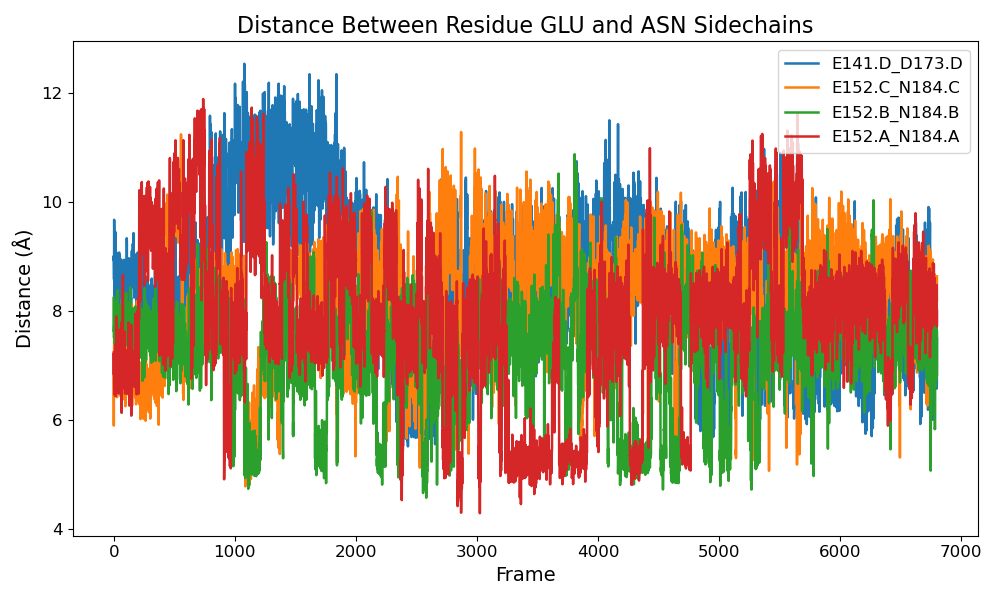 Distance Between Residue GLU and ASN Sidechains
E141.D_D173.D
E152.C_N184.C
E152.B_N184.B
E152.A_N184.A
Distance (Å)
12
10
8
6
4
0 1000 2000 3000 4000 5000 6000 7000
Frame